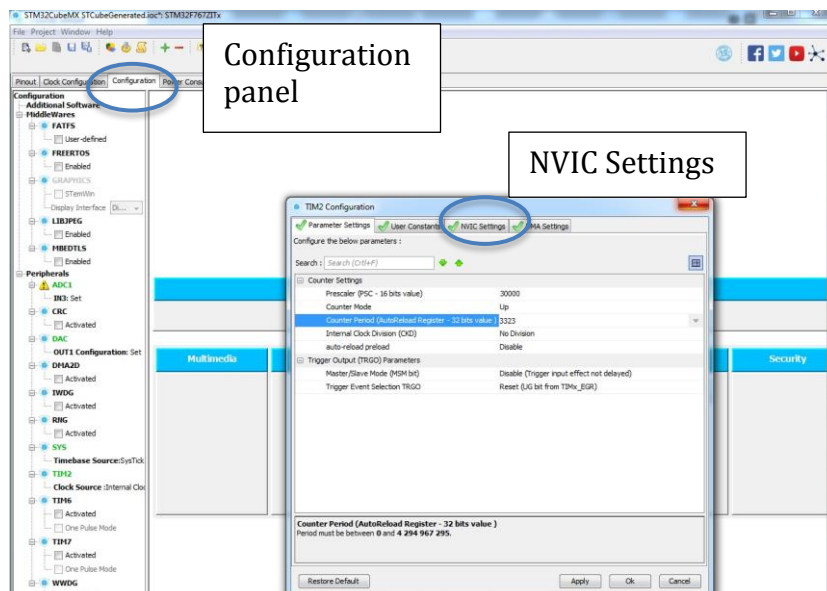 STM32CubeMX STCubeGenerated.ioc*: STM32F767ZITx
File Project Window Help
Configuration
panel
Pinout Clock Configuration Configuration Power Cons
Configuration
Additional Software
MiddleWares
FATFS
User-defined
FREERTOS
Enabled
GRAPHICS
STemWin
Display Interface Di...
LIBJPEG
Enabled
MBEDTLS
Enabled
Peripherals
ADC1
IN3: Set
CRC
Activated
DAC
OUT1 Configuration: Set
DMA2D
Activated
IWDG
Activated
RNG
Activated
SYS
Timebase Source:SysTick
TIM2
Clock Source :Internal Cloc
TIM6
Activated
One Pulse Mode
TIM7
Activated
One Pulse Mode
WWDG
Multimedia
Security
NVIC Settings
TIM2 Configuration
Parameter Settings User Constants NVIC Settings DMA Settings
Configure the below parameters :
Search : Search (Crtl+F)
Counter Settings
Prescaler (PSC - 16 bits value) 30000
Counter Mode Up
Counter Period (AutoReload Register - 32 bits value ) 3323
Internal Clock Division (CKD) No Division
auto-reload preload Disable
Trigger Output (TRGO) Parameters
Master/Slave Mode (MSM bit) Disable (Trigger input effect not delayed)
Trigger Event Selection TRGO Reset (UG bit from TIMx_EGR)
Counter Period (AutoReload Register - 32 bits value )
Period must be between 0 and 4 294 967 295.
Restore Default Apply Ok Cancel